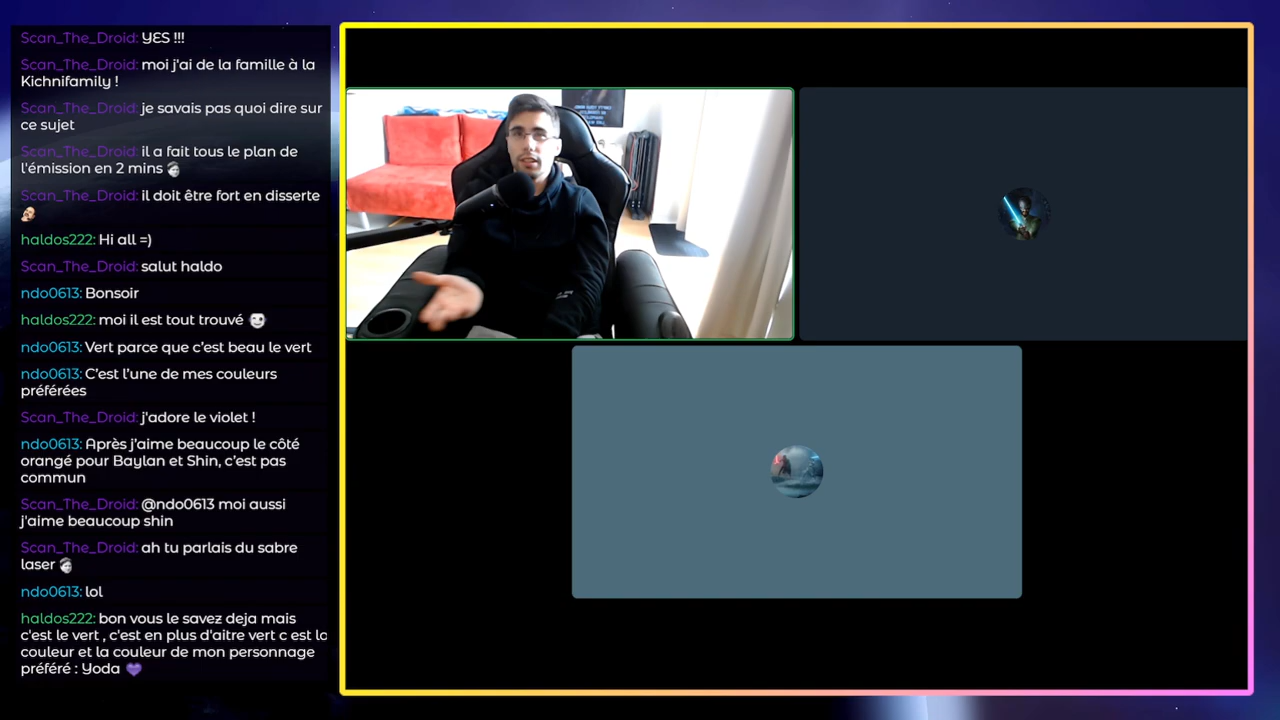 Scan_The_Droid: YES !!!
Scan_The_Droid: moi j'ai de la famille à la
Kichnifamily !
Scan_The_Droid: je savais pas quoi dire sur
ce sujet
Scan_The_Droid: il a fait tous le plan de
l'émission en 2 mins
Scan_The_Droid: il doit être fort en disserte
haldos222: Hi all =)
Scan_The_Droid: salut haldo
ndo0613: Bonsoir
haldos222: moi il est tout trouvé
ndo0613: Vert parce que c’est beau le vert
ndo0613: C’est l’une de mes couleurs
préférées
Scan_The_Droid: j'adore le violet !
ndo0613: Après j’aime beaucoup le côté
orangé pour Baylan et Shin, c’est pas
commun
Scan_The_Droid: @ndo0613 moi aussi
j'aime beaucoup shin
Scan_The_Droid: ah tu parlais du sabre
laser
ndo0613: lol
haldos222: bon vous le savez deja mais
c'est le vert , c'est en plus d'aitre vert c est la
couleur et la couleur de mon personnage
préféré : Yoda